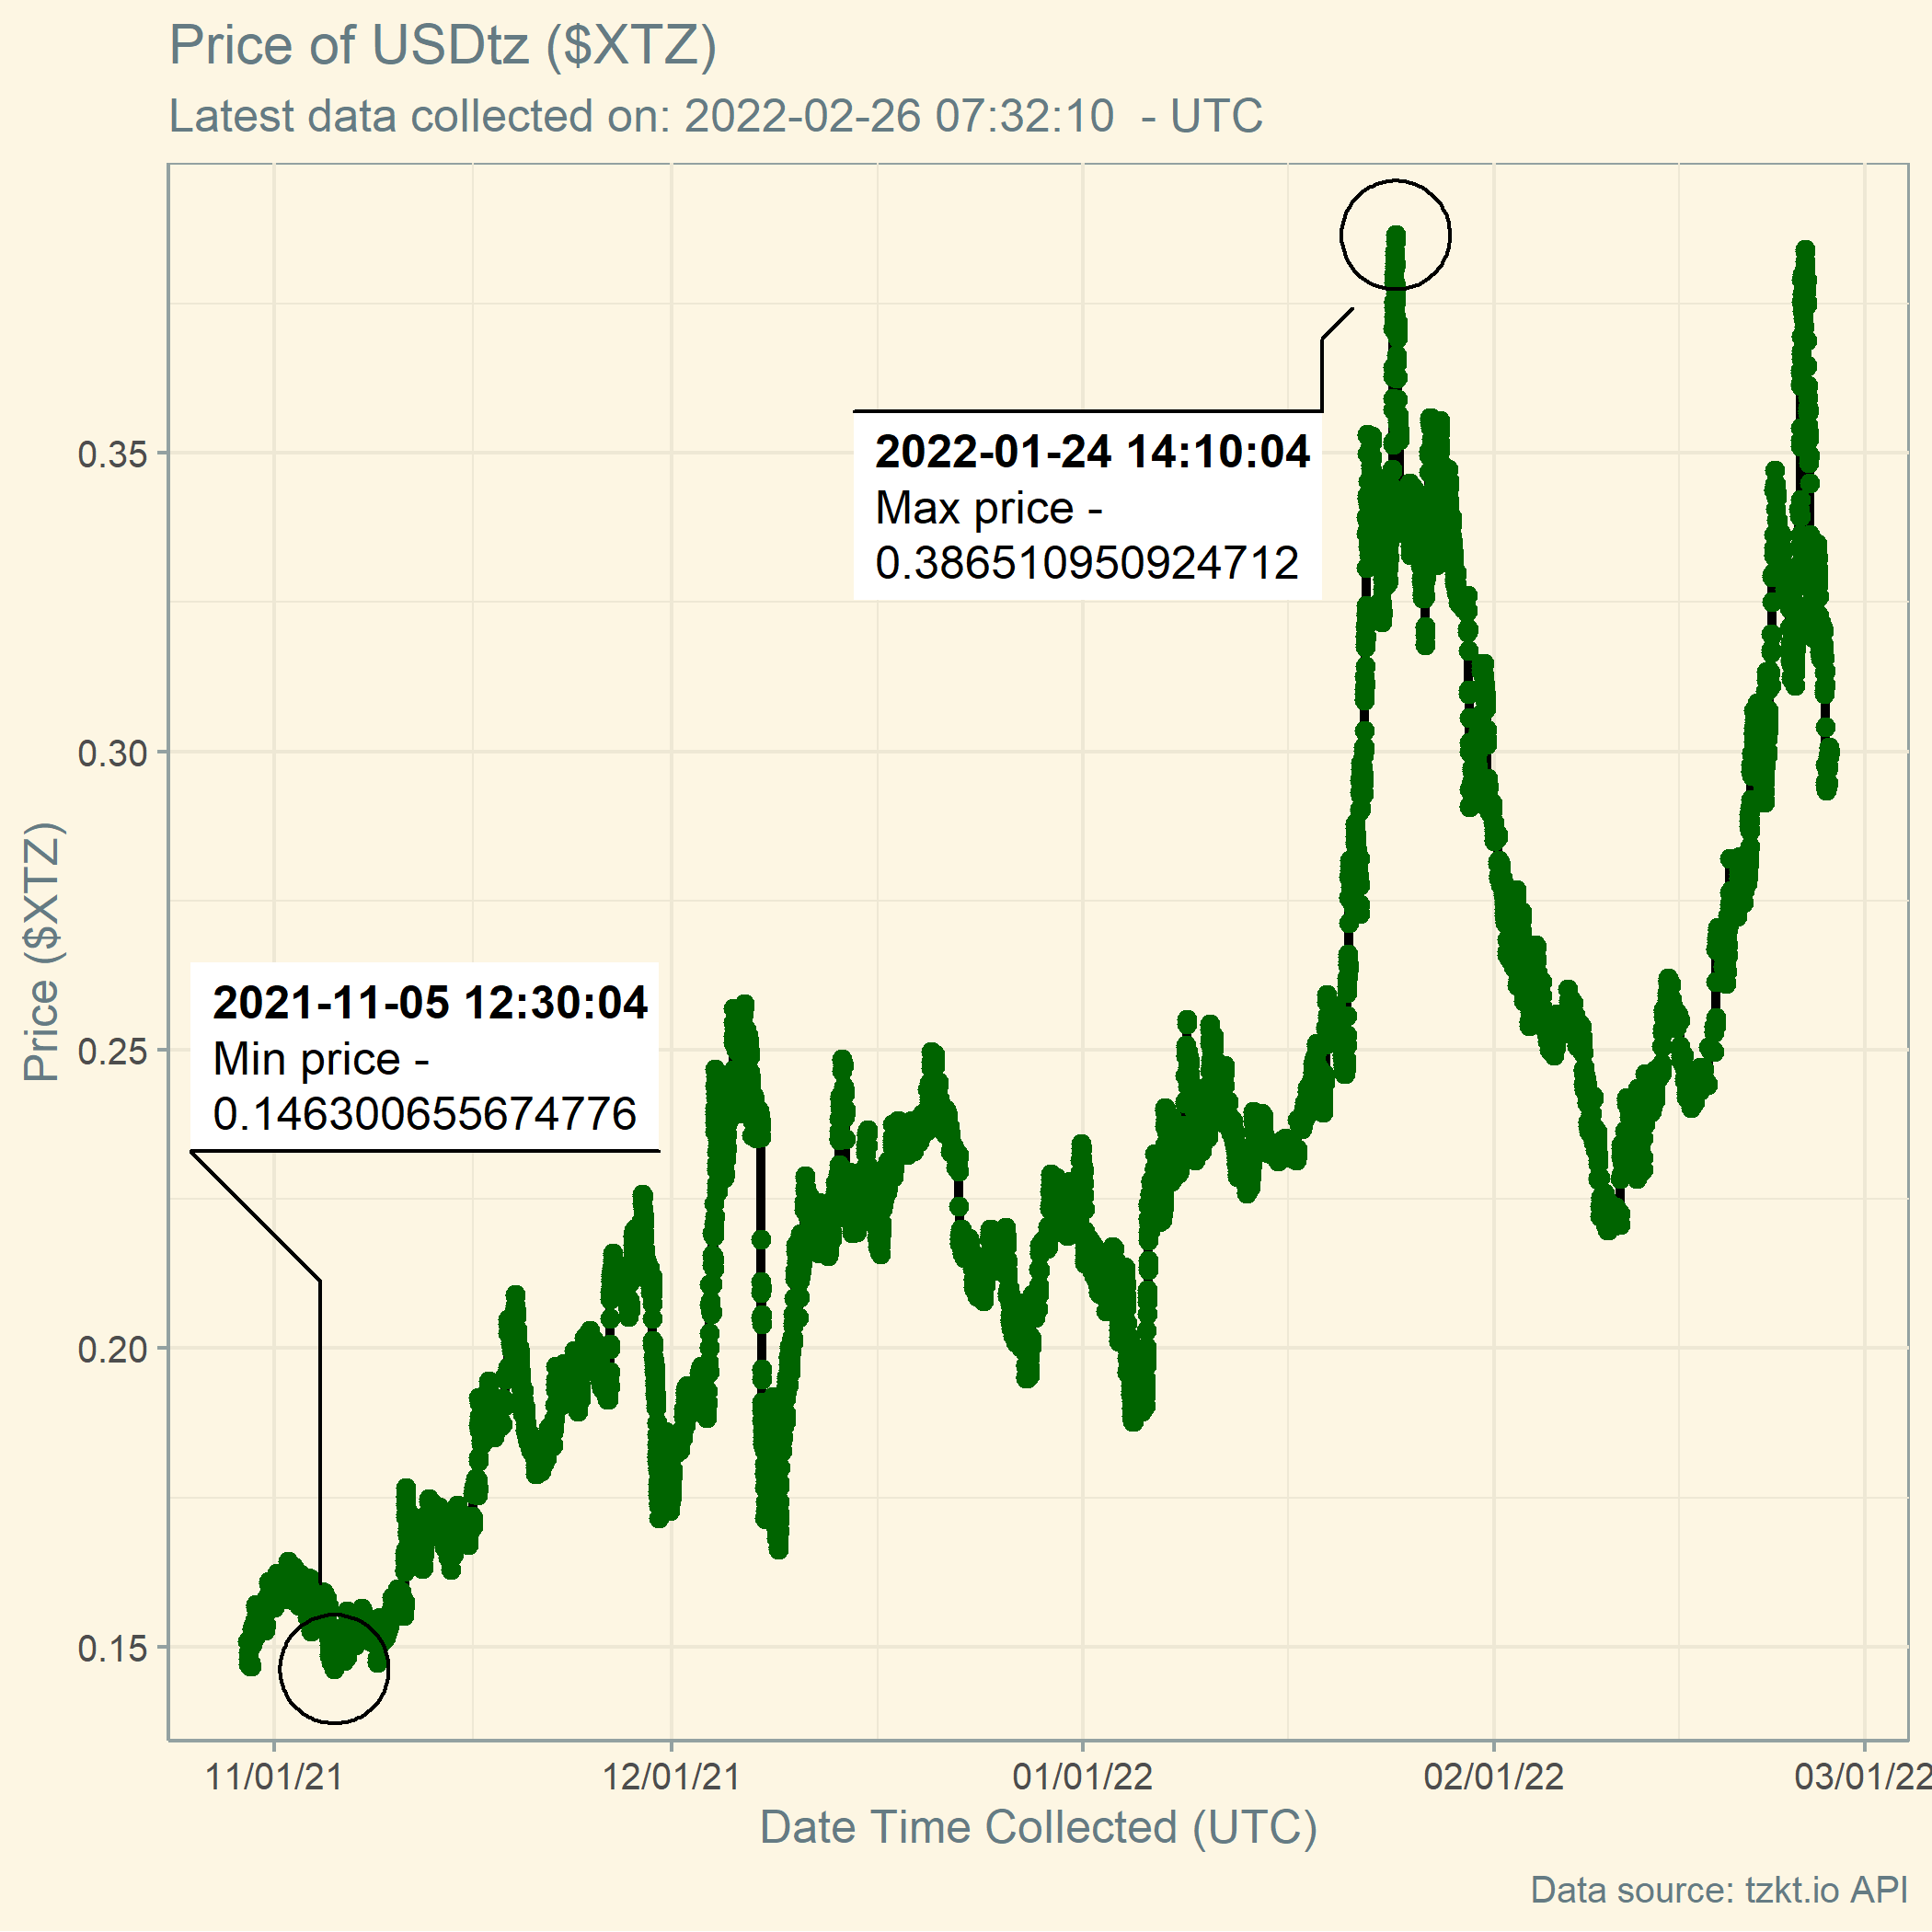 Price of USDtz ($XTZ)
Latest data collected on: 2022-02-26 07:32:10  - UTC
Price ($XTZ)
0.35
0.30
0.25
0.20
0.15
2022-01-24 14:10:04
Max price -
0.386510950924712
2021-11-05 12:30:04
Min price -
0.146300655674776
11/01/21
12/01/21
01/01/22
02/01/22
03/01/22
Date Time Collected (UTC)
Data source: tzkt.io API